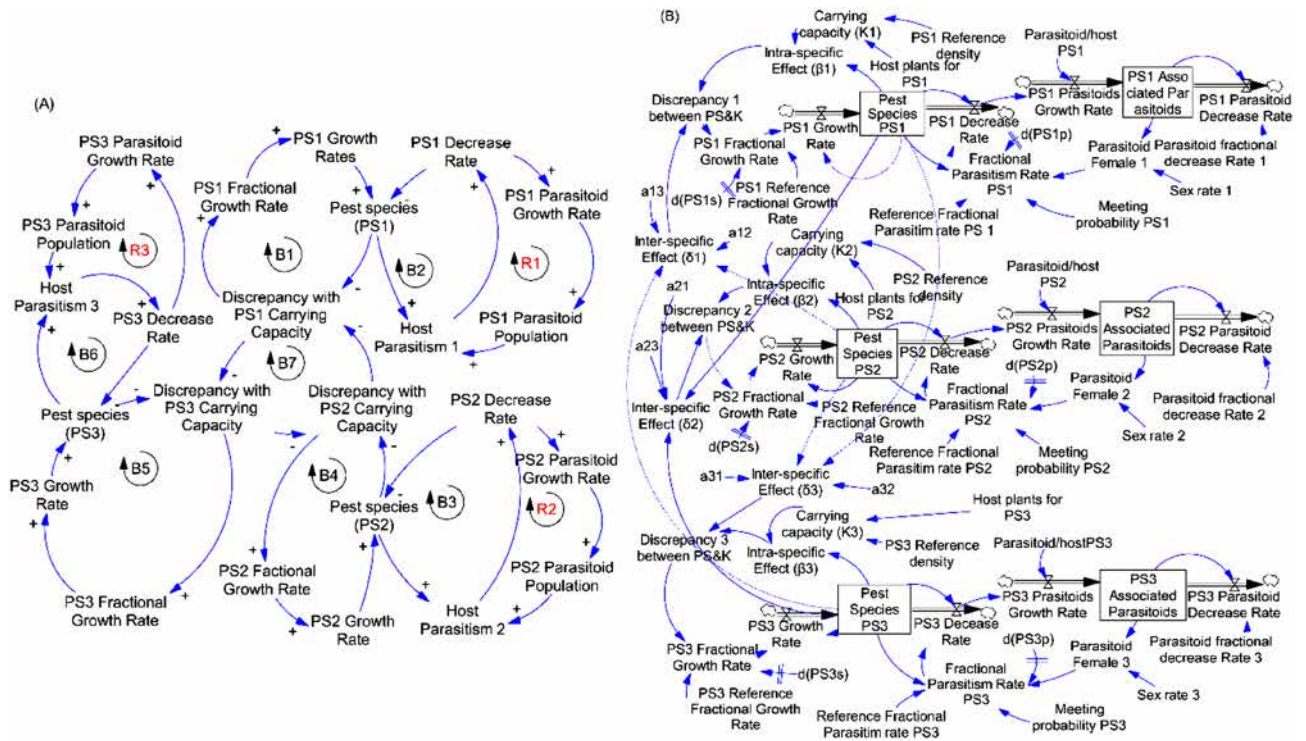 (A)
PS3 Parasitoid
Growth Rate
PS1 Growth
Rates
PS1 Decrease
Rate
PS1 Fractional
Growth Rate
PS1 Parasitoid
Growth Rate
PS3 Parasitoid
Population
Pest species
(PS1)
R3
B1
B2
R1
Host
Parasitism 3
PS3 Decrease
Rate
Discrepancy with
PS1 Carrying
Capacity
Host
Parasitism 1
PS1 Parasitoid
Population
B6
B7
Pest species
(PS3)
Discrepancy with
PS3 Carrying
Capacity
Discrepancy with
PS2 Carrying
Capacity
PS2 Decrease
Rate
PS3 Growth
Rate
B5
B4
Pest species
(PS2)
B3
R2
PS2 Parasitoid
Growth Rate
PS3 Fractional
Growth Rate
PS2 Factional
Growth Rate
PS2 Growth
Rate
Host
Parasitism 2
PS2 Parasitoid
Population
(B)
Carrying
capacity (K1)
PS1 Reference
density
Intra-specific
Effect (β1)
Host plants for
PS1
Parasitoid/host
PS1
Discrepancy 1
between PS&K
PS1 Growth
Rate
Pest
Species
PS1
PS1 Decrease
Rate
PS1 Prasitoids
Growth Rate
PS1 Asso
ciated Par
asitoids
PS1 Parasitoid
Decrease Rate
PS1 Fractional
Growth Rate
d(PS1p)
Fractional
Parasitism Rate
PS1
Parasitoid
Female 1
Parasitoid fractional
decrease Rate 1
d(PS1s)
PS1 Reference
Fractional Growth
Rate
Sex rate 1
Reference Fractional
Parasitim rate PS 1
Meeting
probability PS1
a13
a12
Inter-specific
Effect (δ1)
Carrying
capacity (K2)
PS2 Reference
density
a21
Intra-specific
Effect (β2)
Host plants for
PS2
Parasitoid/host
PS2
Discrepancy 2
between PS&K
a23
PS2 Growth
Rate
Pest
Species
PS2
PS2 Decrease
Rate
PS2 Prasitoids
Growth Rate
PS2
Associated
Parasitoids
PS2 Parasitoid
Decrease Rate
Inter-specific
Effect (δ2)
PS2 Fractional
Growth Rate
d(PS2s)
PS2 Reference
Fractional Growth
Rate
d(PS2p)
Fractional
Parasitism Rate
PS2
Parasitoid
Female 2
Parasitoid fractional
decrease Rate 2
Sex rate 2
Reference Fractional
Parasitim rate PS2
Meeting
probability PS2
a31
Inter-specific
Effect (δ3)
a32
Carrying
capacity (K3)
Host plants for
PS3
Discrepancy 3
between PS&K
Intra-specific
Effect (β3)
PS3 Reference
density
Parasitoid/hostPS3
PS3 Growth
Rate
Pest
Species
PS3
PS3 Decease
Rate
PS3 Prasitoids
Growth Rate
PS3
Associated
Parasitoids
PS3 Parasitoid
Decrease Rate
PS3 Fractional
Growth Rate
d(PS3s)
PS3 Reference
Fractional Growth
Rate
d(PS3p)
Fractional
Parasitism Rate
PS3
Parasitoid
Female 3
Parasitoid fractional
decrease Rate 3
Sex rate 3
Reference Fractional
Parasitim rate PS3
Meeting
probability PS3